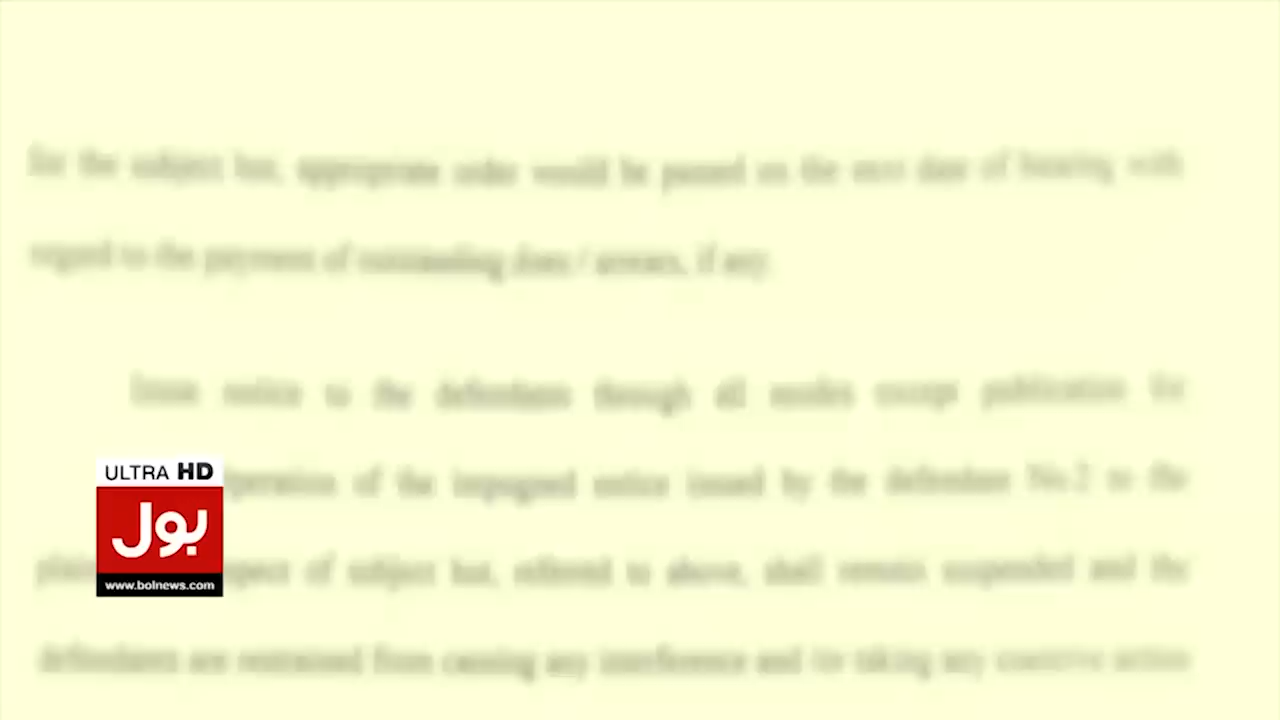 for the subject hut, appropriate order would be passed on the next date of hearing with
regard to the payment of outstanding dues / arrears, if any.
Issue notice to the defendants through all modes except publication for
operation of the impugned notice issued by the defendant No.2 to the
of subject hut, referred to above, shall remain suspended and the
defendants are restrained from causing any interference and /or taking any coercive action
ULTRA HD
بول
www.bolnews.com